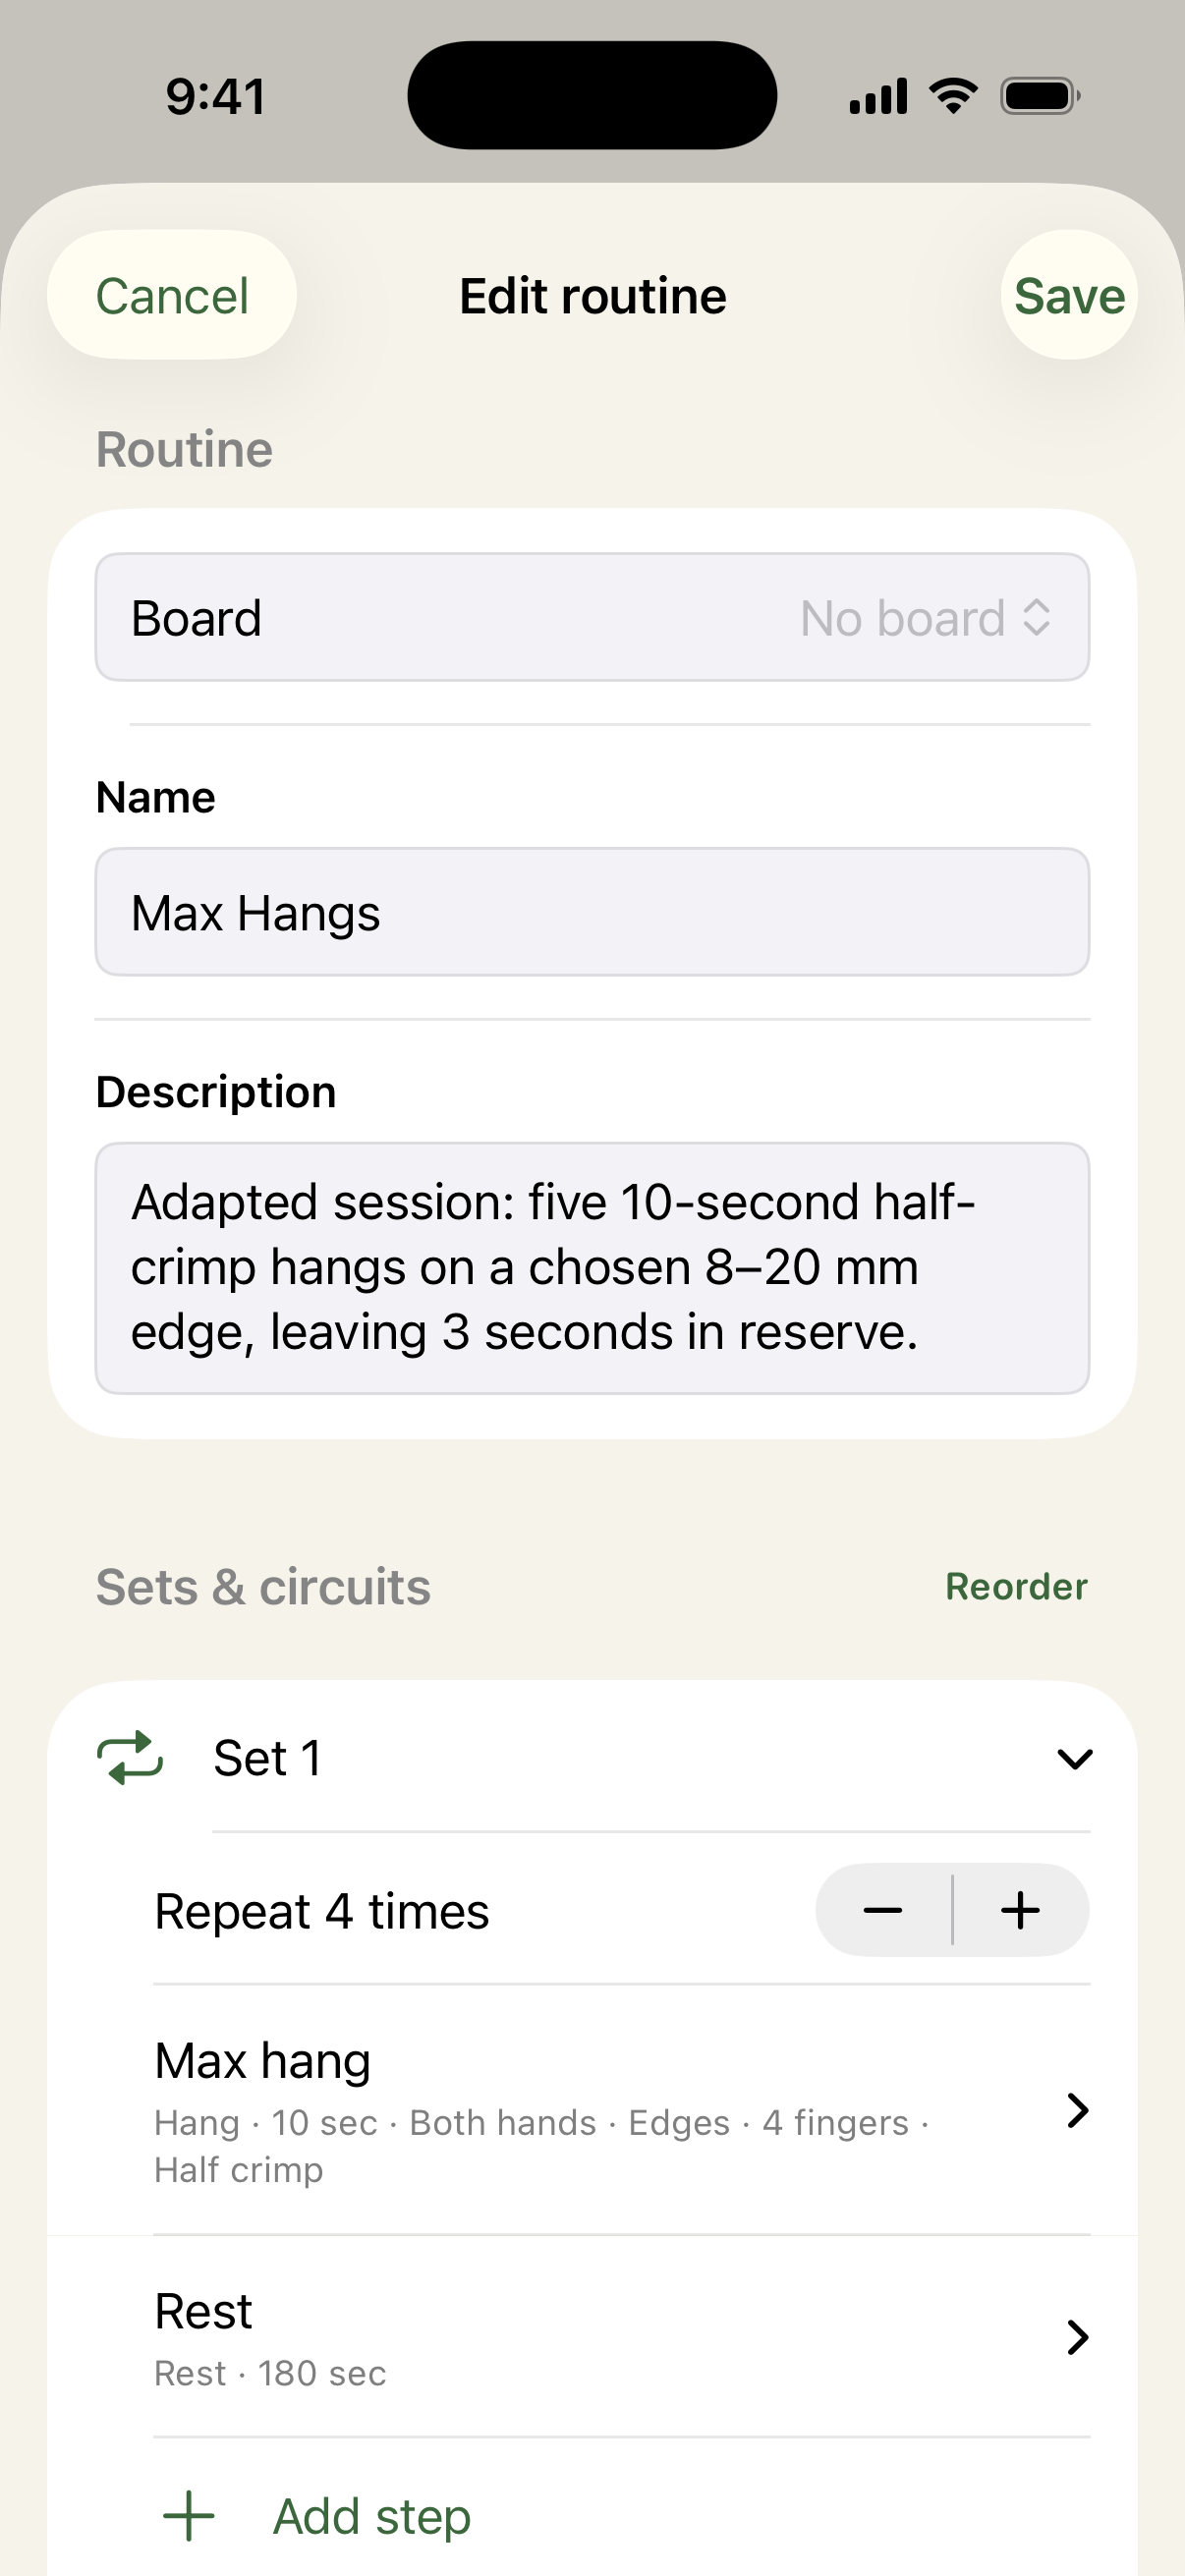 9:41
Cancel
Edit routine
Save
Routine
Board
No board
Name
Max Hangs
Description
Adapted session: five 10-second half-
crimp hangs on a chosen 8–20 mm
edge, leaving 3 seconds in reserve.
Sets & circuits
Reorder
Set 1
Repeat 4 times
Max hang
Hang · 10 sec · Both hands · Edges · 4 fingers ·
Half crimp
Rest
Rest · 180 sec
Add step